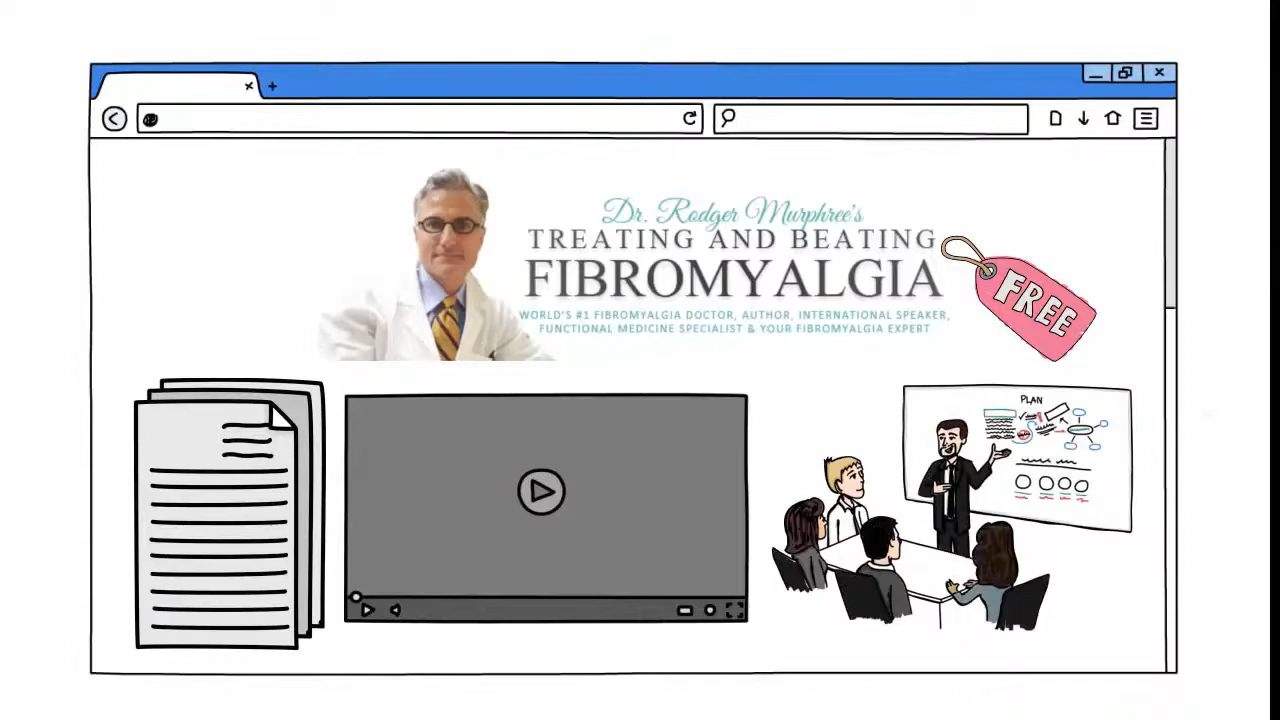 Dr. Rodger Murphree's
TREATING AND BEATING
FIBROMYALGIA
WORLD'S #1 FIBROMYALGIA DOCTOR, AUTHOR, INTERNATIONAL SPEAKER,
FUNCTIONAL MEDICINE SPECIALIST & YOUR FIBROMYALGIA EXPERT
FREE
PLAN